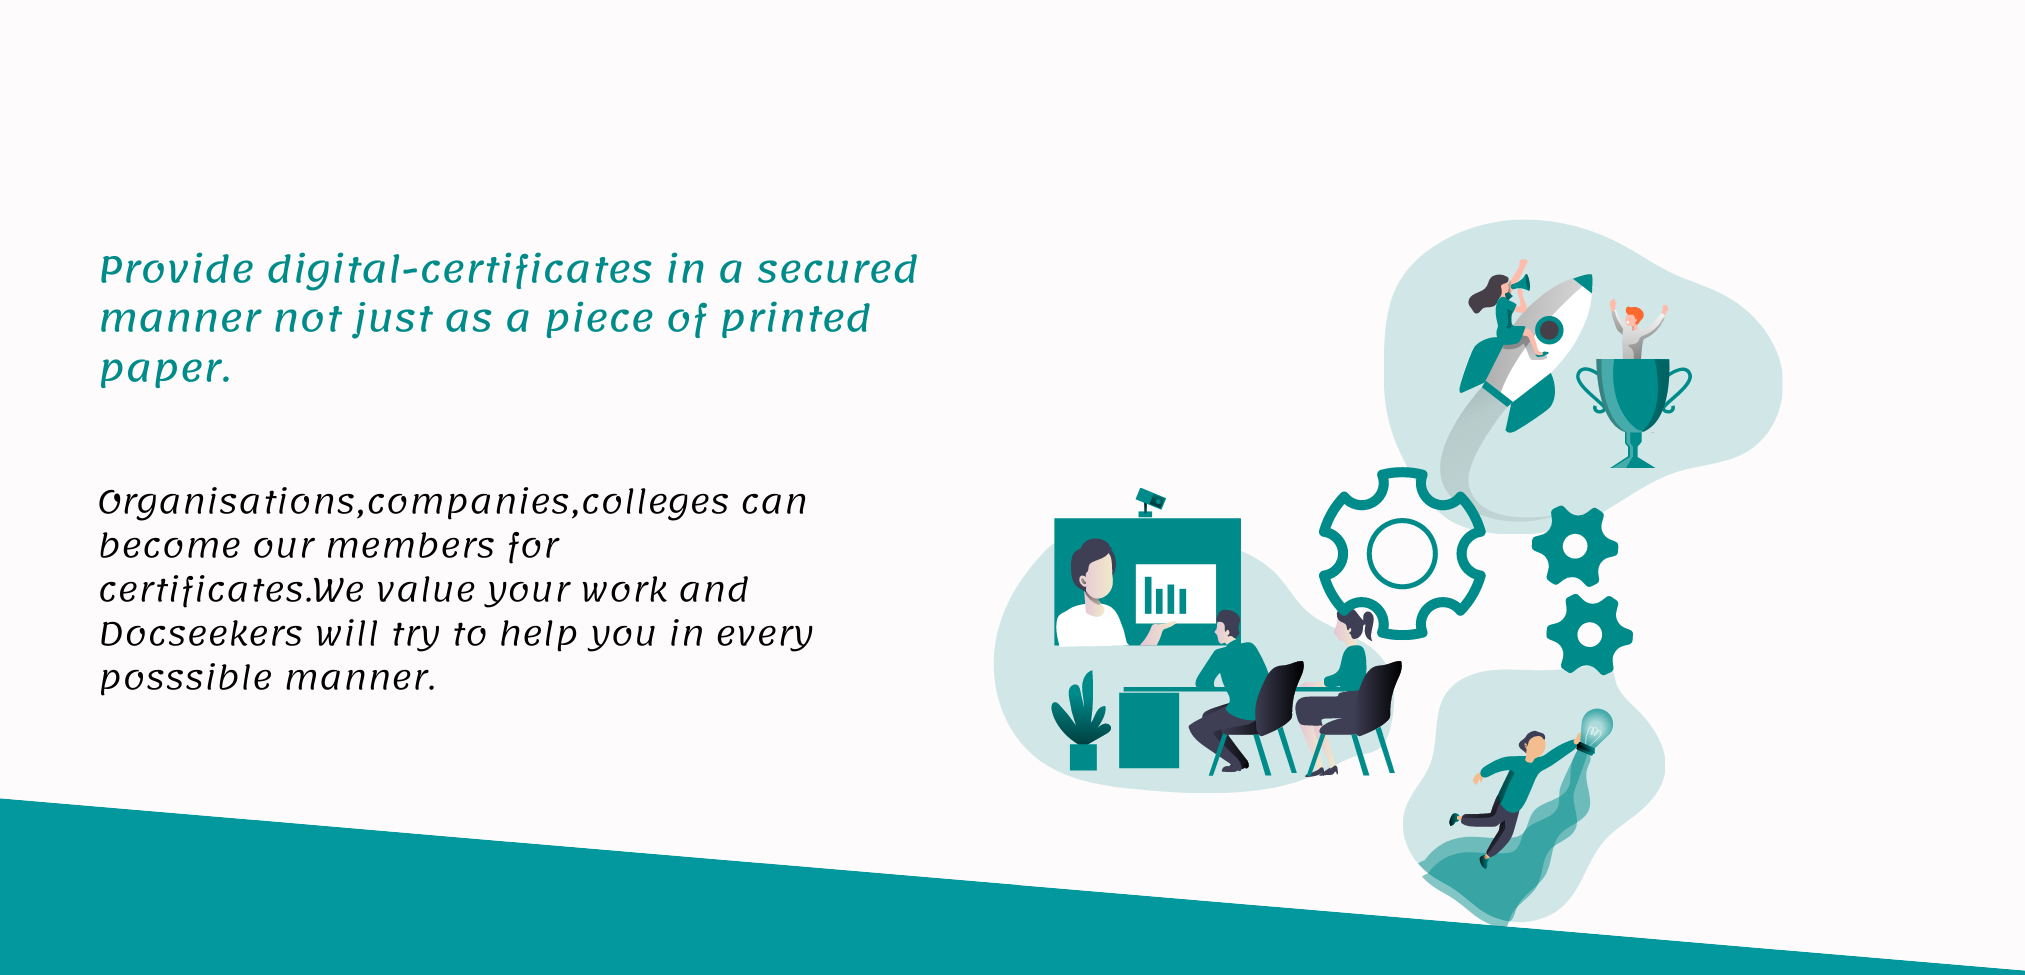 Provide digital-certificates in a secured
manner not just as a piece of printed
paper.
Organisations,companies,colleges can
become our members for
certificates.We value your work and
Docseekers will try to help you in every
posssible manner.